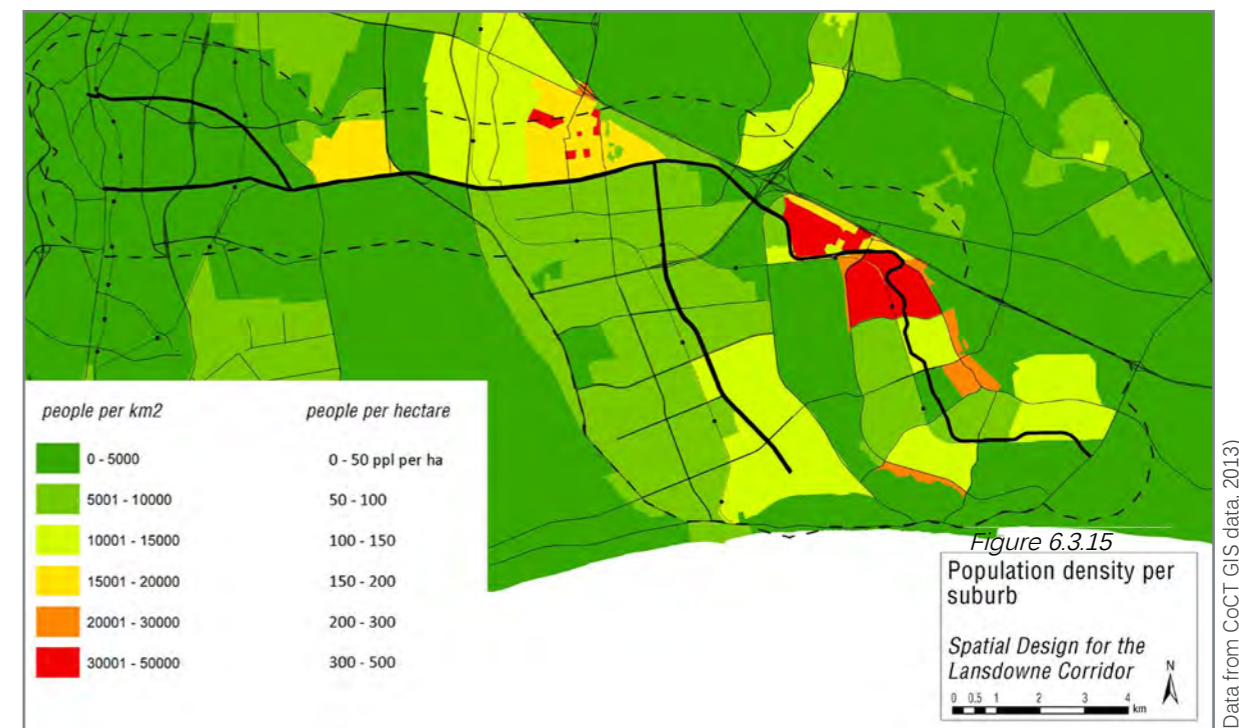 people per km2 people per hectare
0 - 5000 0 - 50 ppl per ha
5001 - 10000 50 - 100
10001 - 15000 100 - 150
15001 - 20000 150 - 200
20001 - 30000 200 - 300
30001 - 50000 300 - 500
Figure 6.3.15
Population density per
suburb
Spatial Design for the
Lansdowne Corridor
N
0 0.5 1 2 3 4
km
Data from CoCT GIS data, 2013)